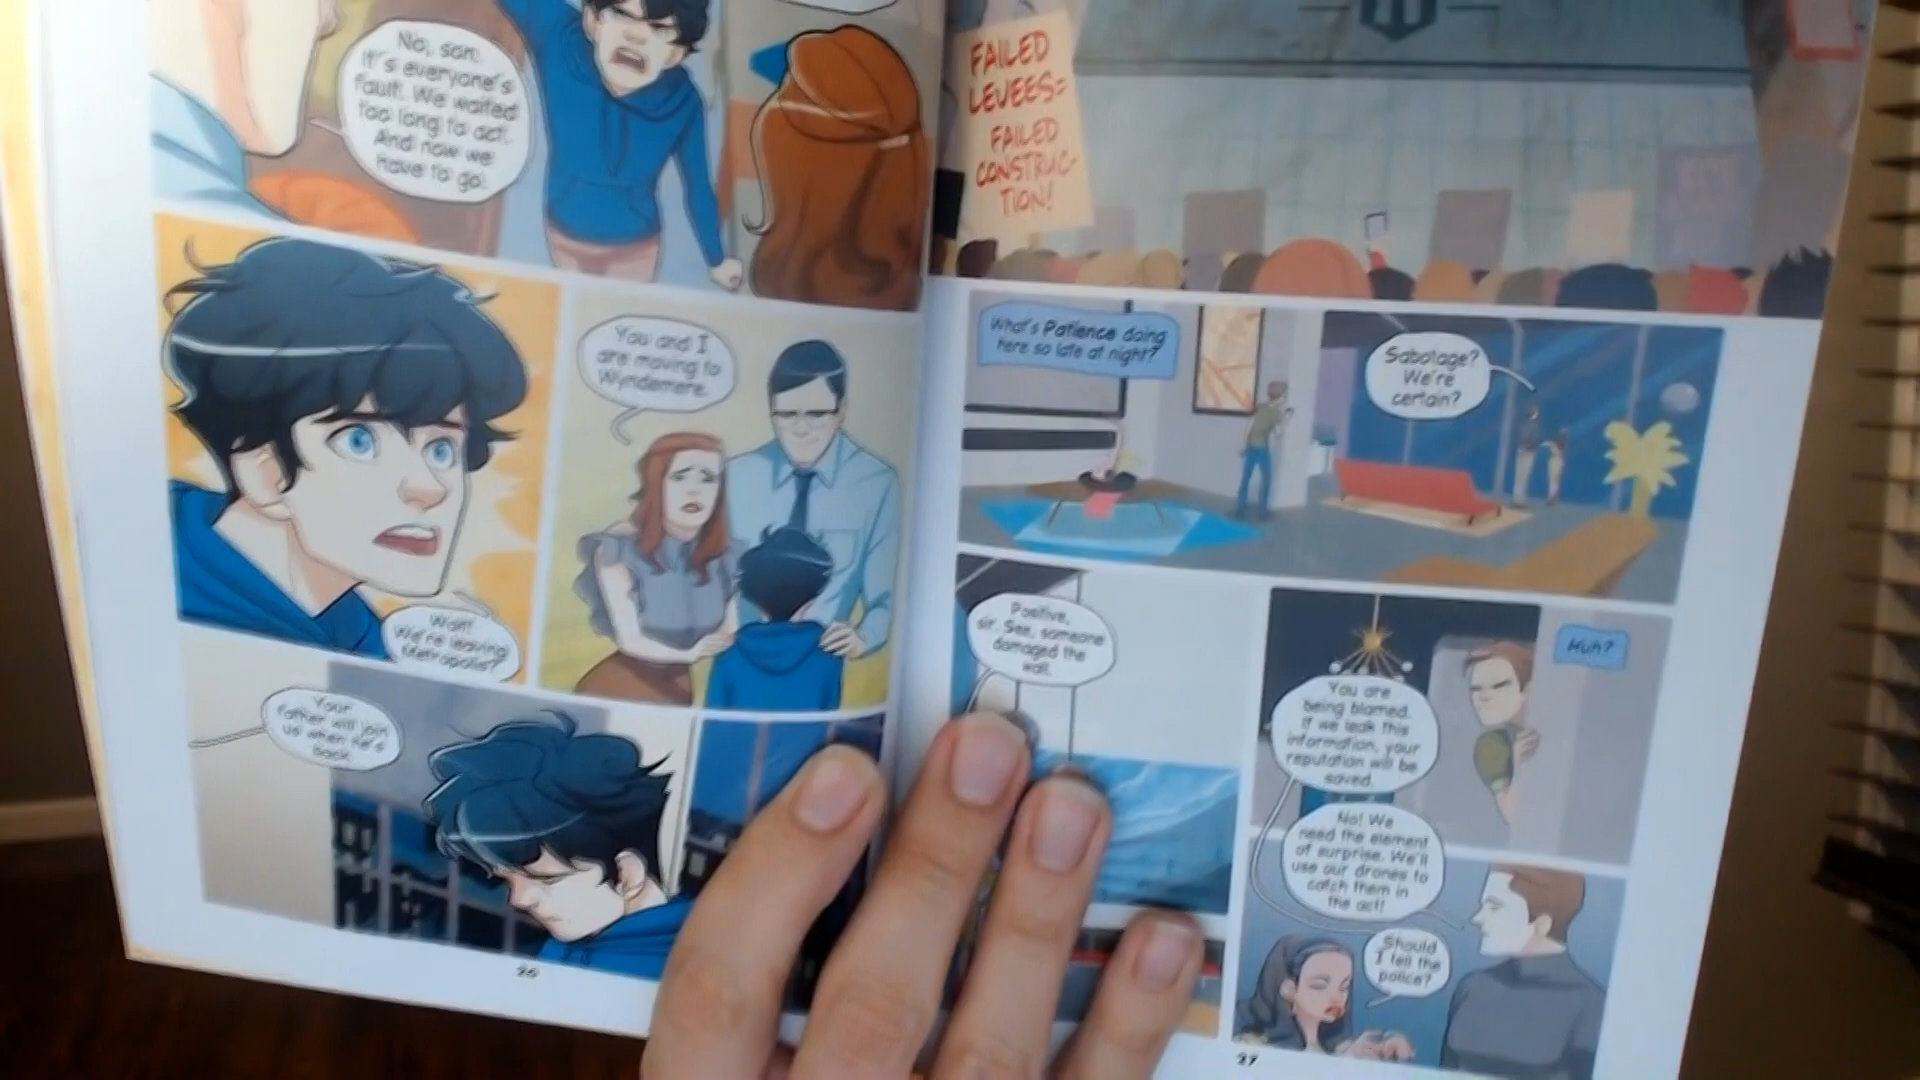 No, son.
It's everyone's
fault. We waited
too long to act.
And now we
have to go.
You and I
are moving to
Wyndemere.
Wait!
We're leaving
Metropolis?
Your
father will join
us when he's
back.
26
FAILED
LEVEES=
FAILED
CONSTRUC-
TION!
What's Patience doing
here so late at night?
Sabotage?
We're
certain?
Positive,
sir. See, someone
damaged the
wall.
Huh?
You are
being blamed.
If we leak this
information, your
reputation will be
saved.
No! We
need the element
of surprise. We'll
use our drones to
catch them in
the act!
Should
I tell the
police?
27